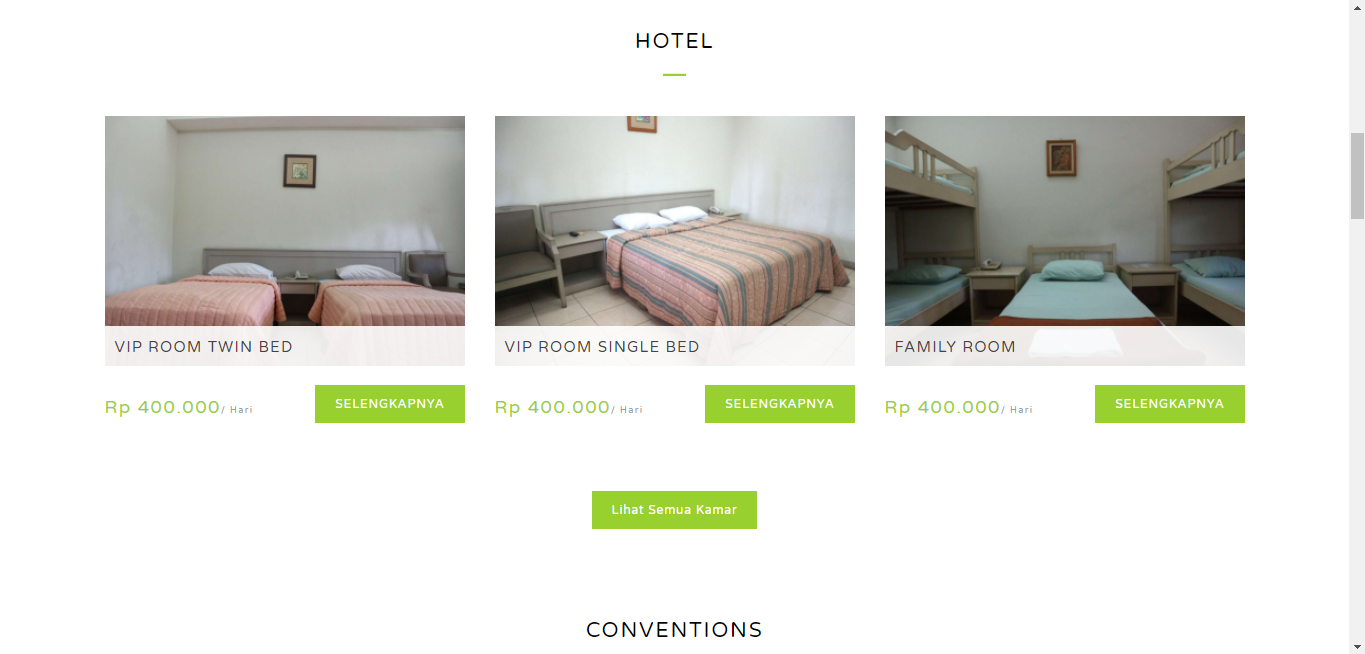 HOTEL
VIP ROOM TWIN BED
VIP ROOM SINGLE BED
FAMILY ROOM
Rp 400.000/ Hari
SELENGKAPNYA
Rp 400.000/ Hari
SELENGKAPNYA
Rp 400.000/ Hari
SELENGKAPNYA
Lihat Semua Kamar
CONVENTIONS